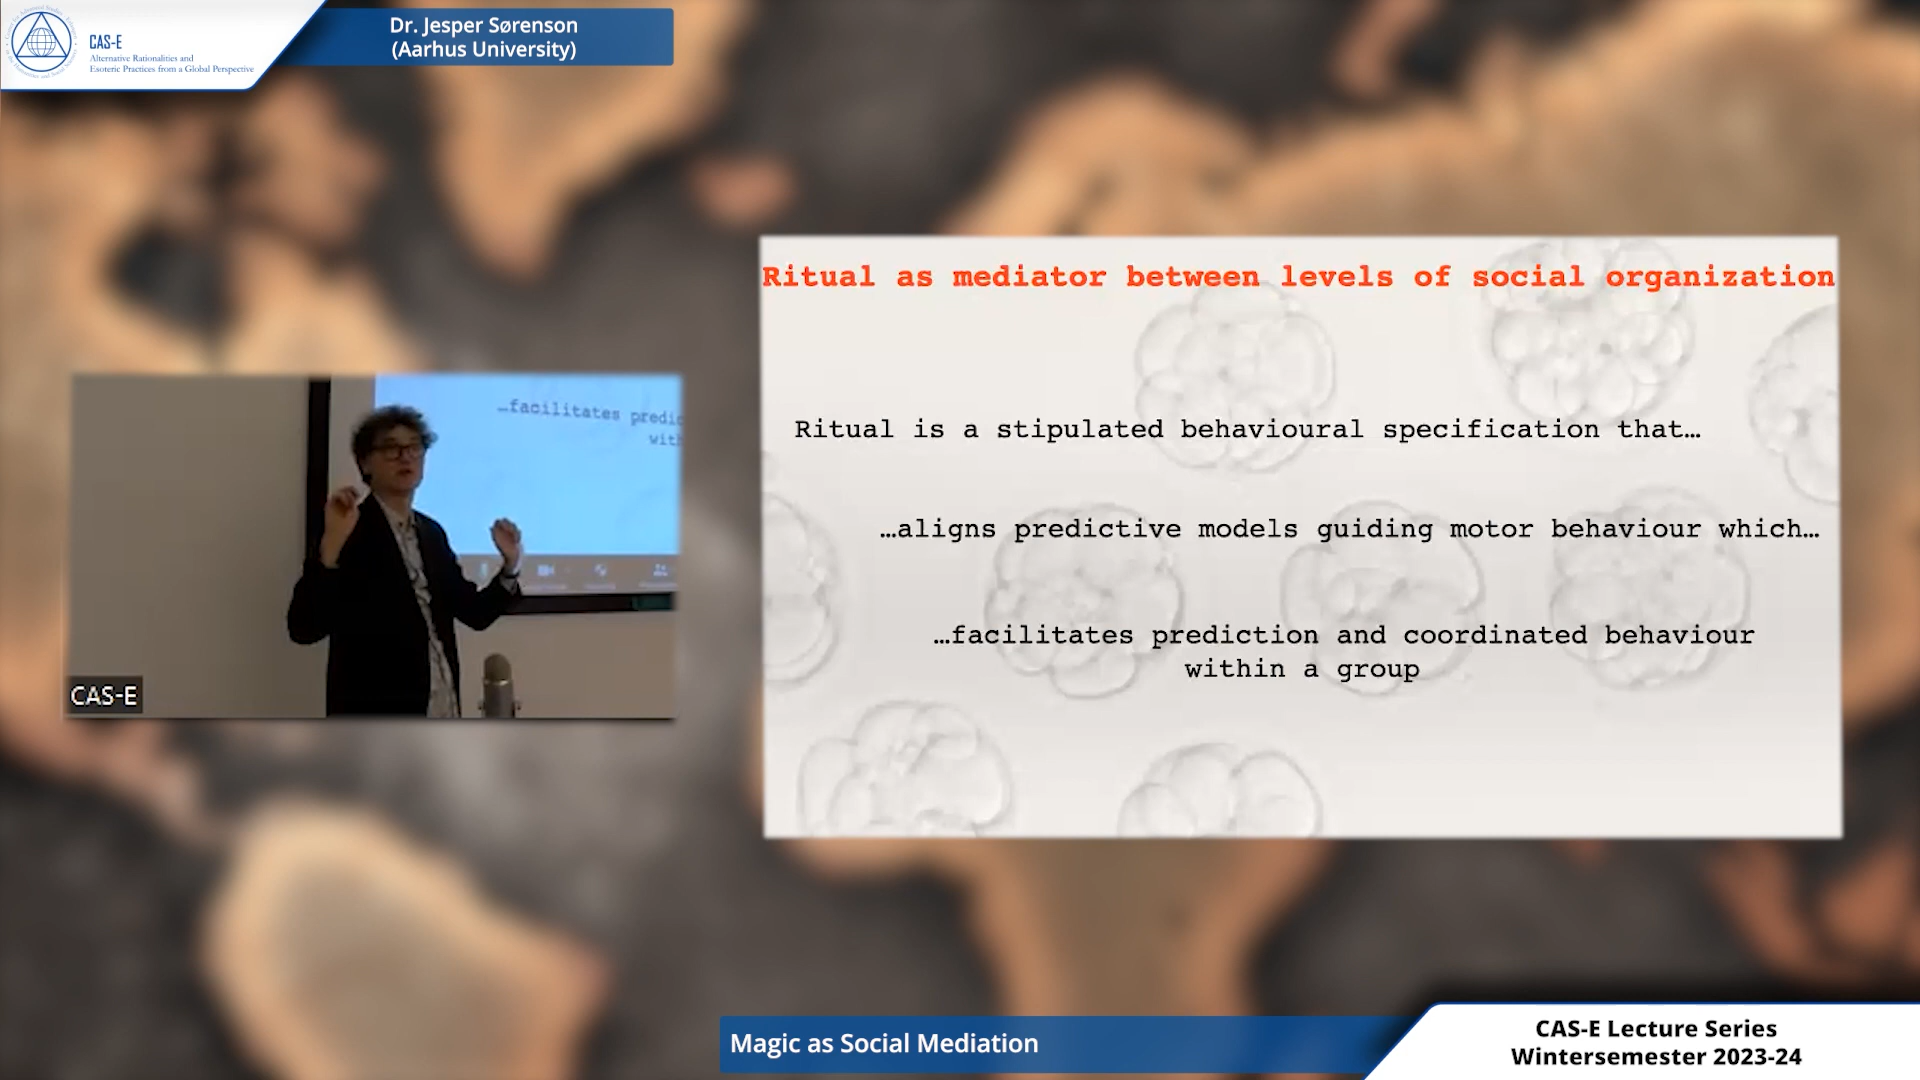 CAS-E
Alternative Rationalities and
Esoteric Practices from a Global Perspective
Dr. Jesper Sørenson
(Aarhus University)
Ritual as mediator between levels of social organization
Ritual is a stipulated behavioural specification that…
…aligns predictive models guiding motor behaviour which…
…facilitates prediction and coordinated behaviour
within a group
…facilitates predic
with
CAS-E
Magic as Social Mediation
CAS-E Lecture Series
Wintersemester 2023-24